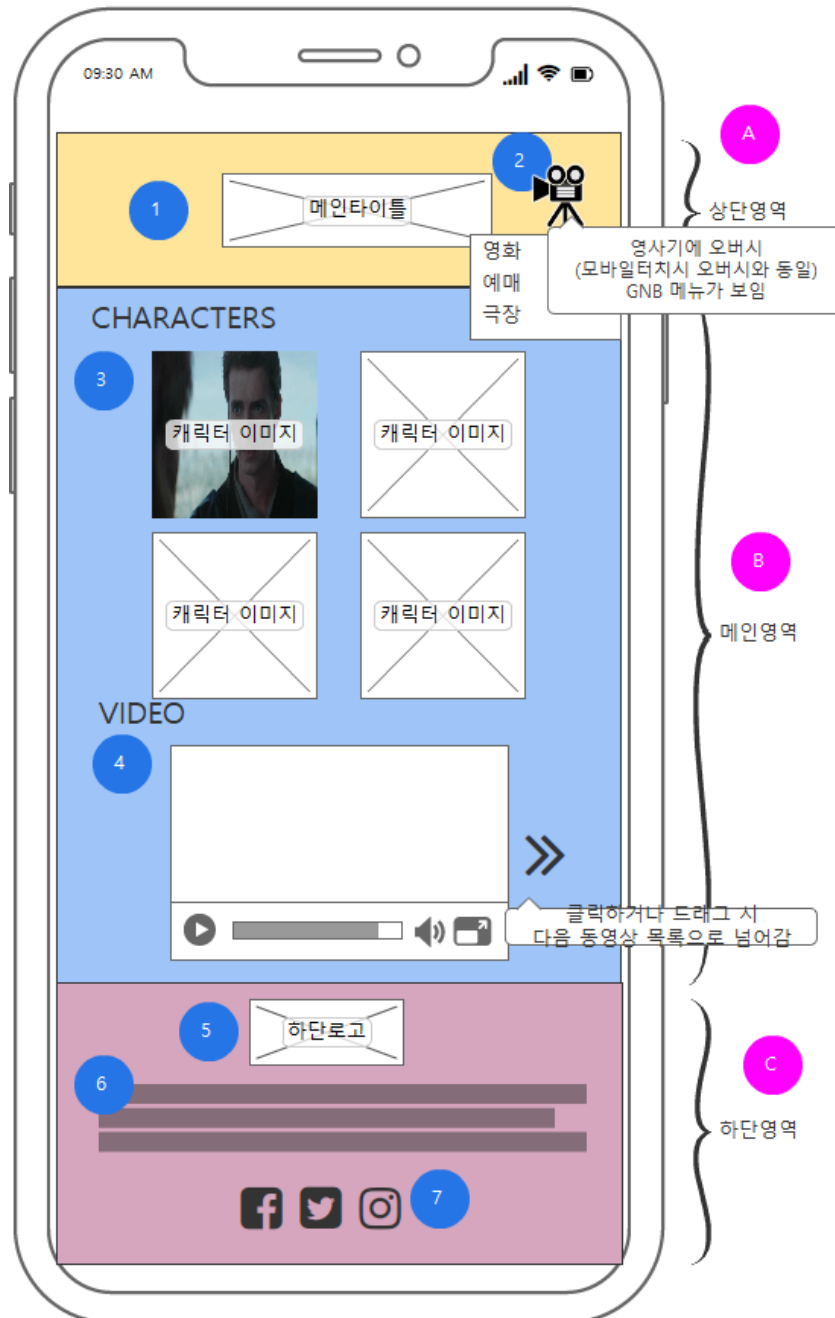 09:30 AM
A
2
1
메인타이틀
상단영역
영화
예매
극장
영사기에 오버시
(모바일터치시 오버시와 동일)
GNB 메뉴가 보임
CHARACTERS
3
캐릭터 이미지
캐릭터 이미지
B
캐릭터 이미지
캐릭터 이미지
메인영역
VIDEO
4
클릭하거나 드래그 시
다음 동영상 목록으로 넘어감
5
하단로고
C
6
하단영역
7